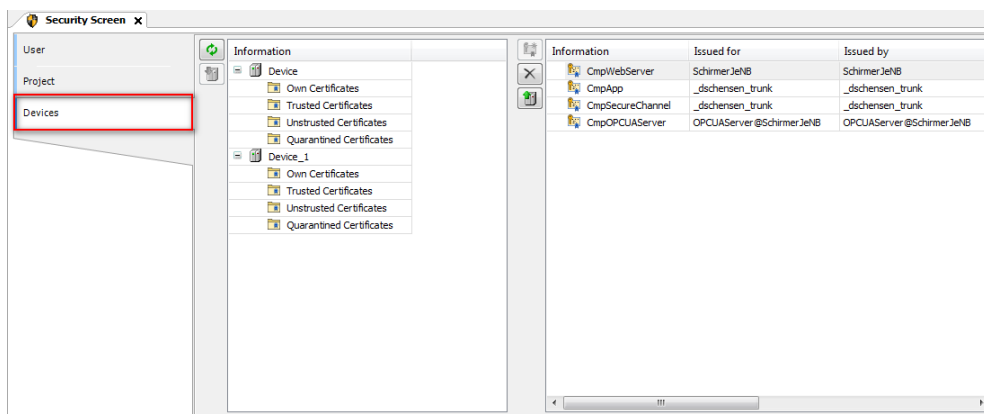 Security Screen X
User
Project
Devices
Information
Device
Own Certificates
Trusted Certificates
Unstrusted Certificates
Quarantined Certificates
Device_1
Own Certificates
Trusted Certificates
Unstrusted Certificates
Quarantined Certificates
Information Issued for Issued by
CmpWebServer SchirmerJeNB SchirmerJeNB
CmpApp _dschensen_trunk _dschensen_trunk
CmpSecureChannel _dschensen_trunk _dschensen_trunk
CmpOPCUAServer OPCUAServer@SchirmerJeNB OPCUAServer@SchirmerJeNB